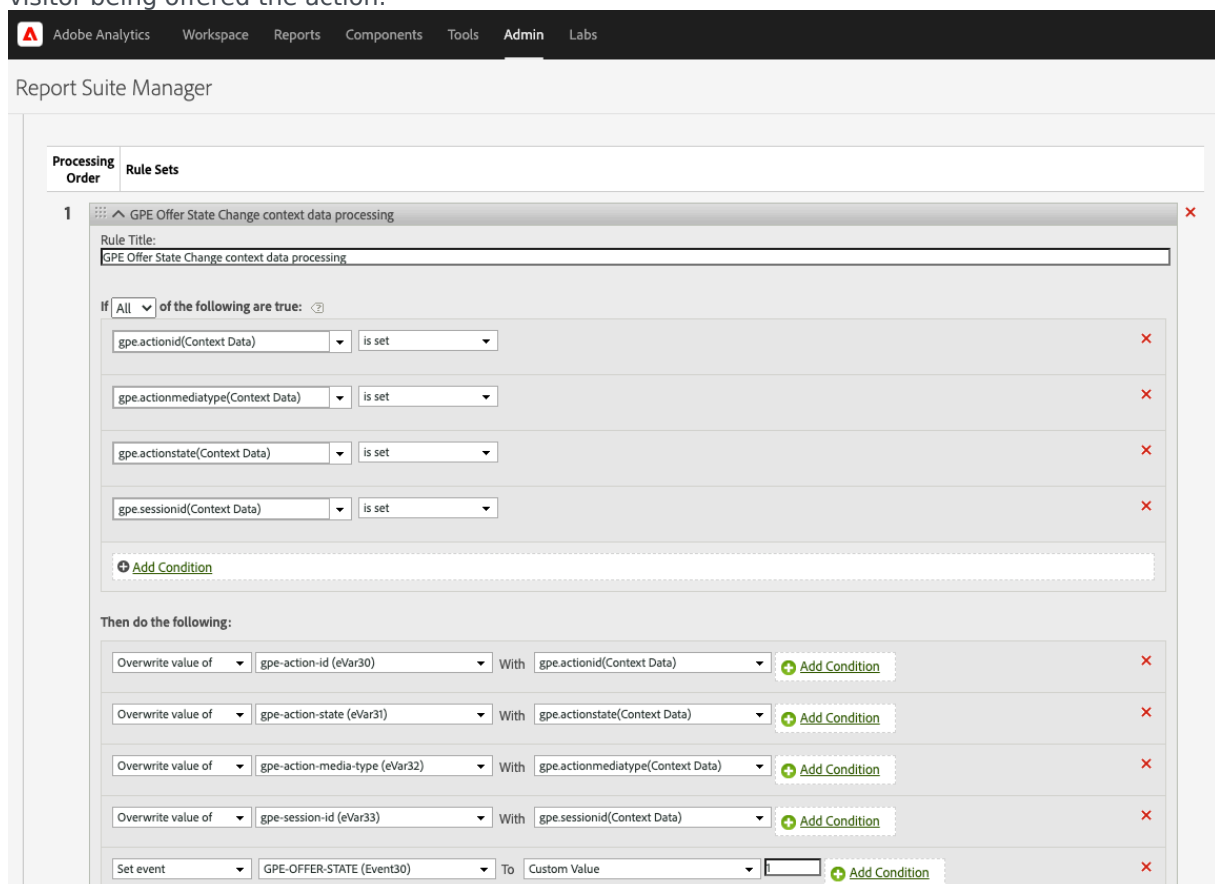 visitor being offered the action.
Adobe Analytics Workspace Reports Components Tools Admin Labs
Report Suite Manager
Processing Order Rule Sets
1 GPE Offer State Change context data processing
Rule Title:
GPE Offer State Change context data processing
If All of the following are true:
gpe.actionid(Context Data) is set
gpe.actionmediatype(Context Data) is set
gpe.actionstate(Context Data) is set
gpe.sessionid(Context Data) is set
Add Condition
Then do the following:
Overwrite value of gpe-action-id (eVar30) With gpe.actionid(Context Data) Add Condition
Overwrite value of gpe-action-state (eVar31) With gpe.actionstate(Context Data) Add Condition
Overwrite value of gpe-action-media-type (eVar32) With gpe.actionmediatype(Context Data) Add Condition
Overwrite value of gpe-session-id (eVar33) With gpe.sessionid(Context Data) Add Condition
Set event GPE-OFFER-STATE (Event30) To Custom Value 1 Add Condition